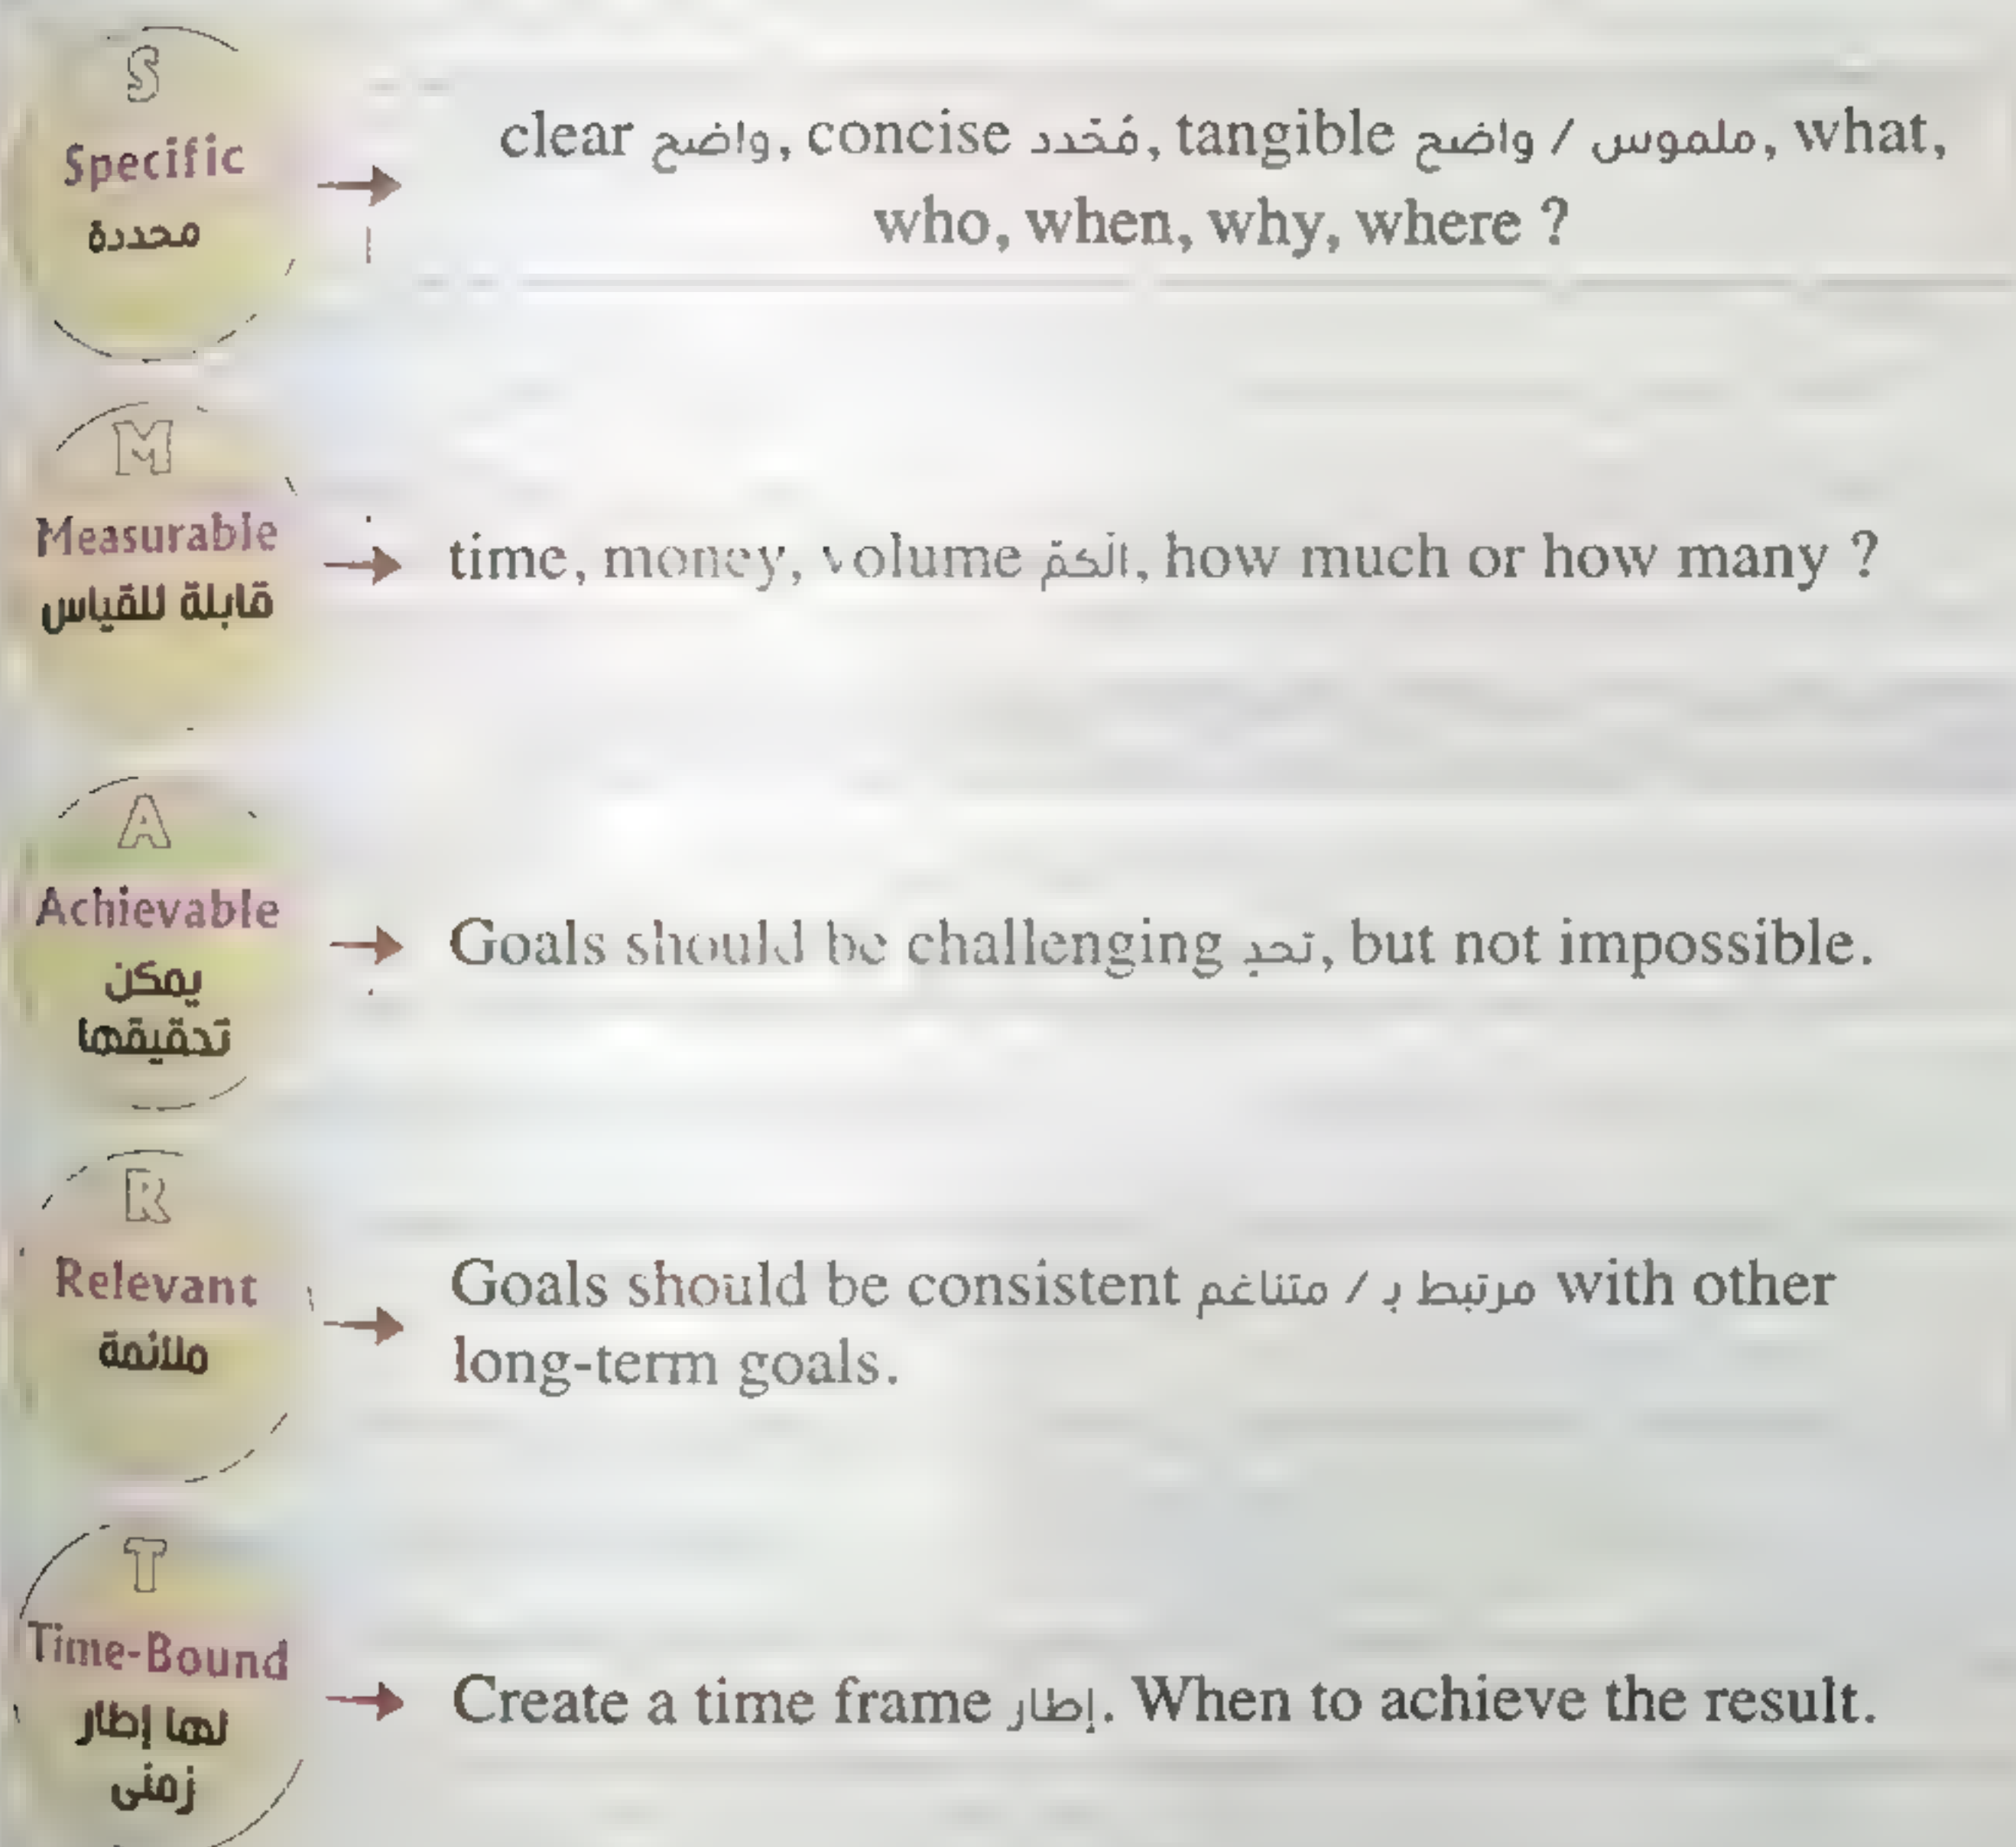 S
Specific
محددة
clear واضح, concise مُحَدد, tangible ملموس / واضح, what,
who, when, why, where ?
M
Measurable
قابلة للقياس
time, money, volume الكمّ, how much or how many ?
A
Achievable
يمكن
تحقيقها
Goals should be challenging تحدٍ, but not impossible.
R
Relevant
ملائمة
Goals should be consistent مرتبط بـ / متناغم with other
long-term goals.
T
Time-Bound
لها إطار
زمنى
Create a time frame إطار. When to achieve the result.